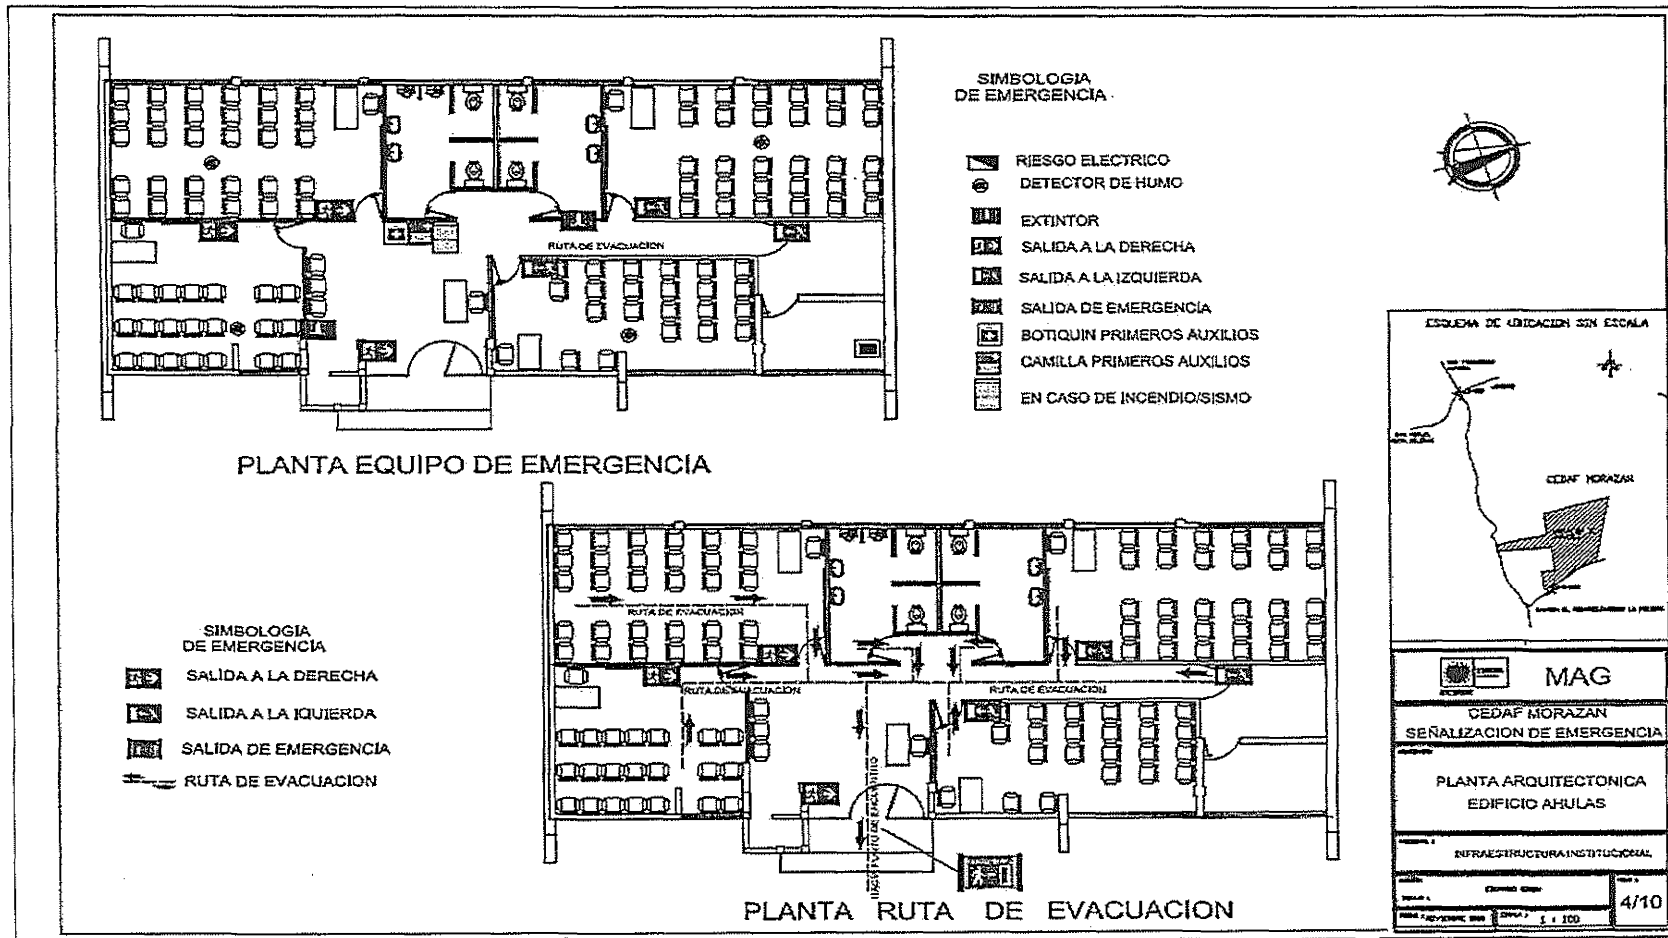 SIMBOLOGIA
DE EMERGENCIA
RIESGO ELECTRICO
DETECTOR DE HUMO
EXTINTOR
SALIDA A LA DERECHA
SALIDA A LA IZQUIERDA
SALIDA DE EMERGENCIA
BOTIQUIN PRIMEROS AUXILIOS
CAMILLA PRIMEROS AUXILIOS
EN CASO DE INCENDIO/SISMO
RUTA DE EVACUACION
PLANTA EQUIPO DE EMERGENCIA
ESQUEMA DE UBICACION SIN ESCALA
CEDAF MORAZAN
SIMBOLOGIA
DE EMERGENCIA
SALIDA A LA DERECHA
SALIDA A LA IQUIERDA
SALIDA DE EMERGENCIA
RUTA DE EVACUACION
RUTA DE EVACUACION
RUTA DE EVACUACION
RUTA DE EVACUACION
PLANTA RUTA DE EVACUACION
MAG
CEDAF MORAZAN
SEÑALIZACION DE EMERGENCIA
PLANTA ARQUITECTONICA
EDIFICIO AHULAS
INFRAESTRUCTURA INSTITUCIONAL
1 : 100
4/10